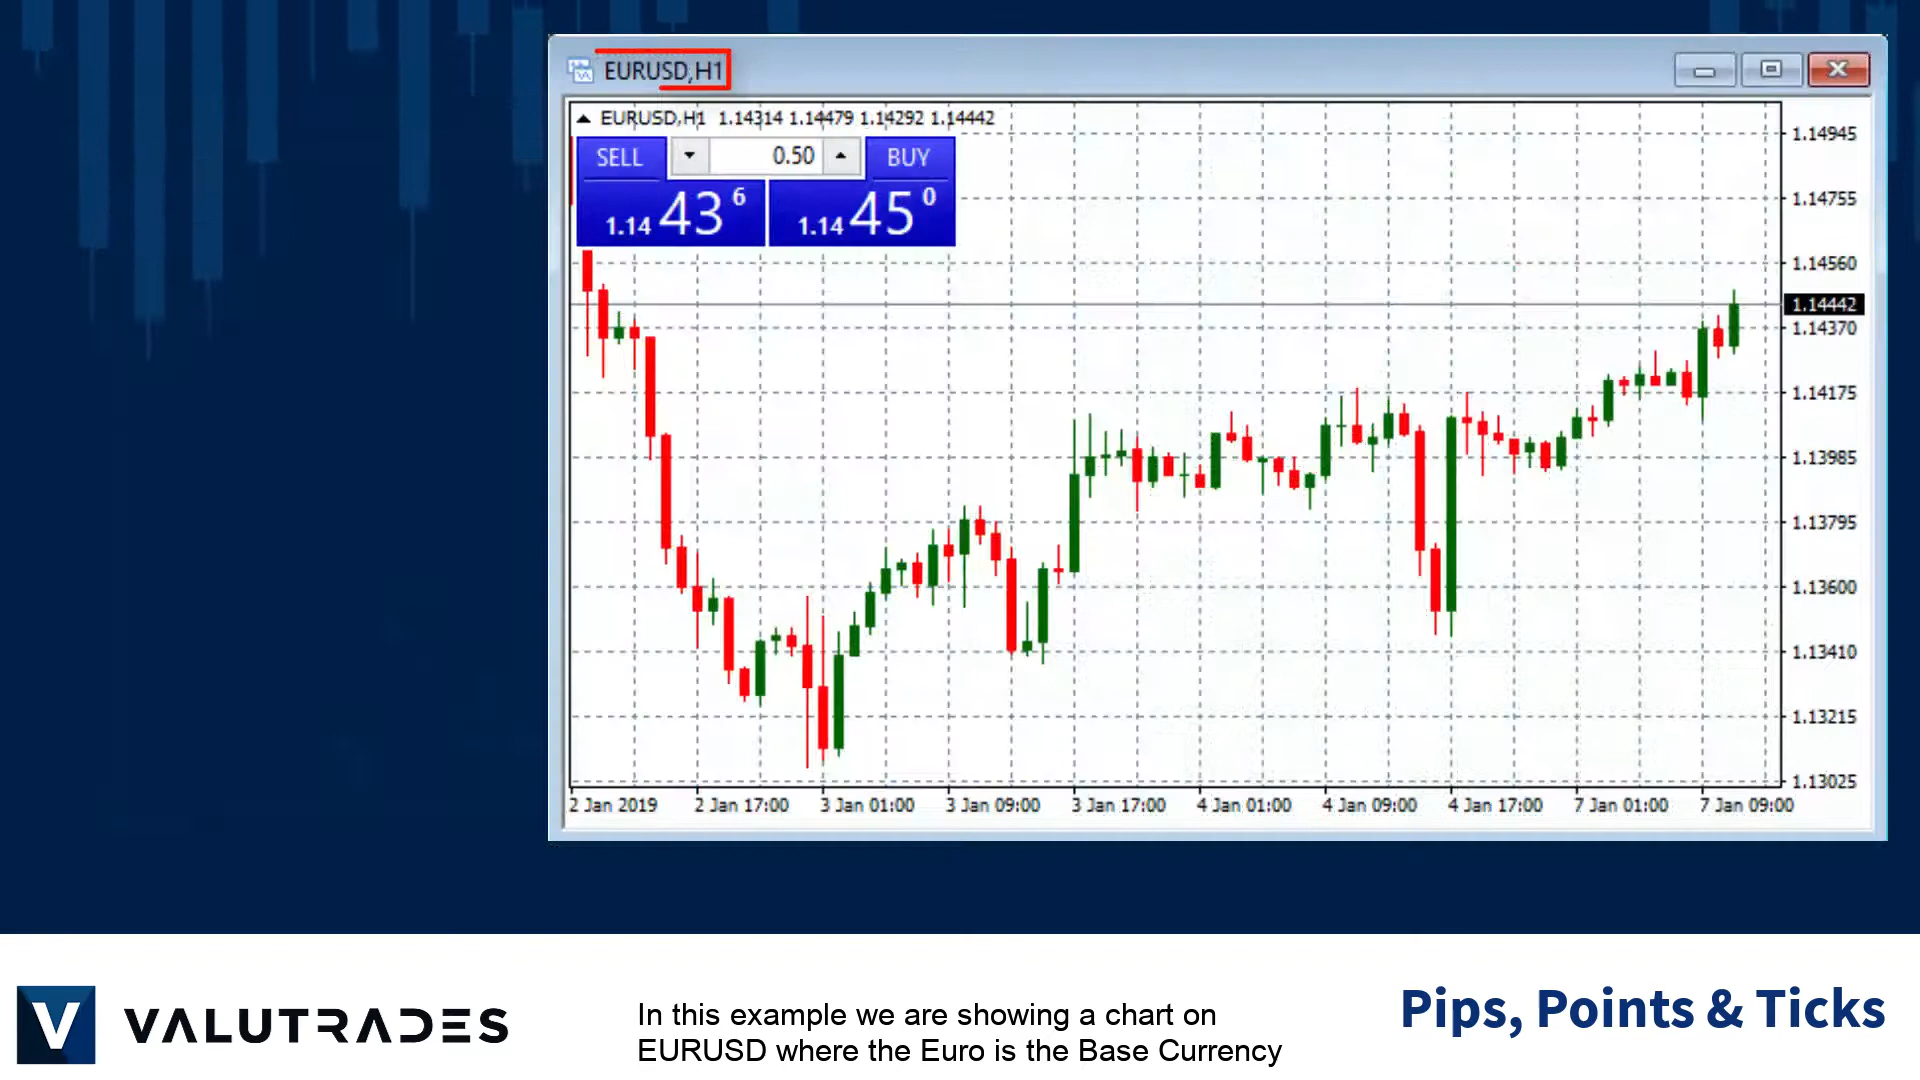 EURUSD,H1
EURUSD,H1 1.14314 1.14479 1.14292 1.14442
SELL 0.50 BUY
1.14 43 6 1.14 45 0
1.14945
1.14755
1.14560
1.14442
1.14370
1.14175
1.13985
1.13795
1.13600
1.13410
1.13215
1.13025
2 Jan 2019 2 Jan 17:00 3 Jan 01:00 3 Jan 09:00 3 Jan 17:00 4 Jan 01:00 4 Jan 09:00 4 Jan 17:00 7 Jan 01:00 7 Jan 09:00
V VALUTRADES
In this example we are showing a chart on
EURUSD where the Euro is the Base Currency
Pips, Points & Ticks